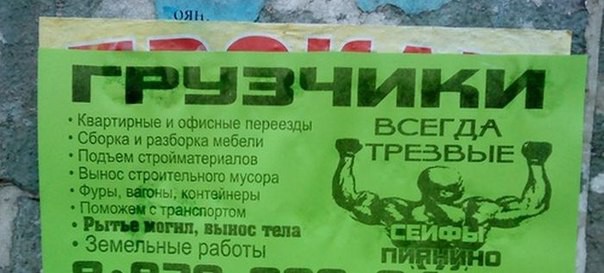 ГРУЗЧИКИ
• Квартирные и офисные переезды
• Сборка и разборка мебели
• Подъем стройматериалов
• Вынос строительного мусора
• Фуры, вагоны, контейнеры
• Поможем с транспортом
• Рытье могил, вынос тела
• Земельные работы
ВСЕГДА
ТРЕЗВЫЕ
СЕЙФЫ
ПИАНИНО